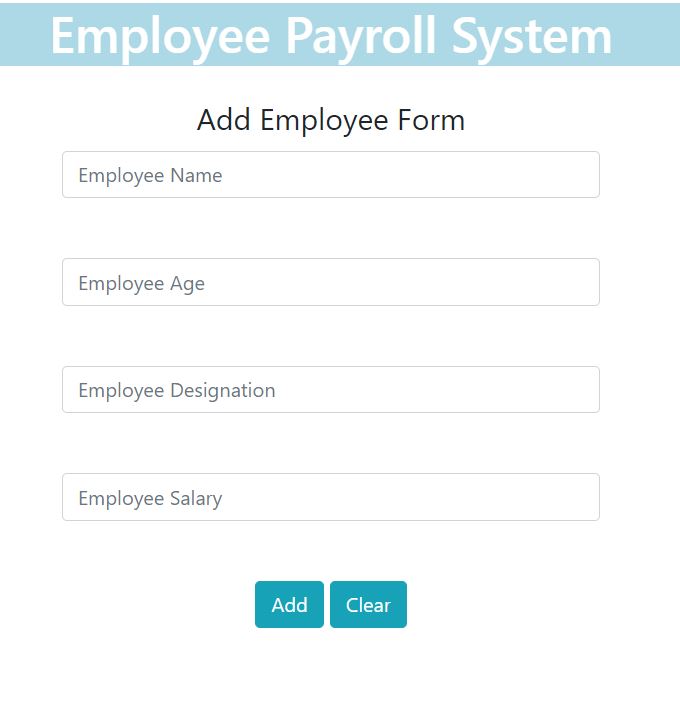 Employee Payroll System
Add Employee Form
Employee Name
Employee Age
Employee Designation
Employee Salary
Add Clear